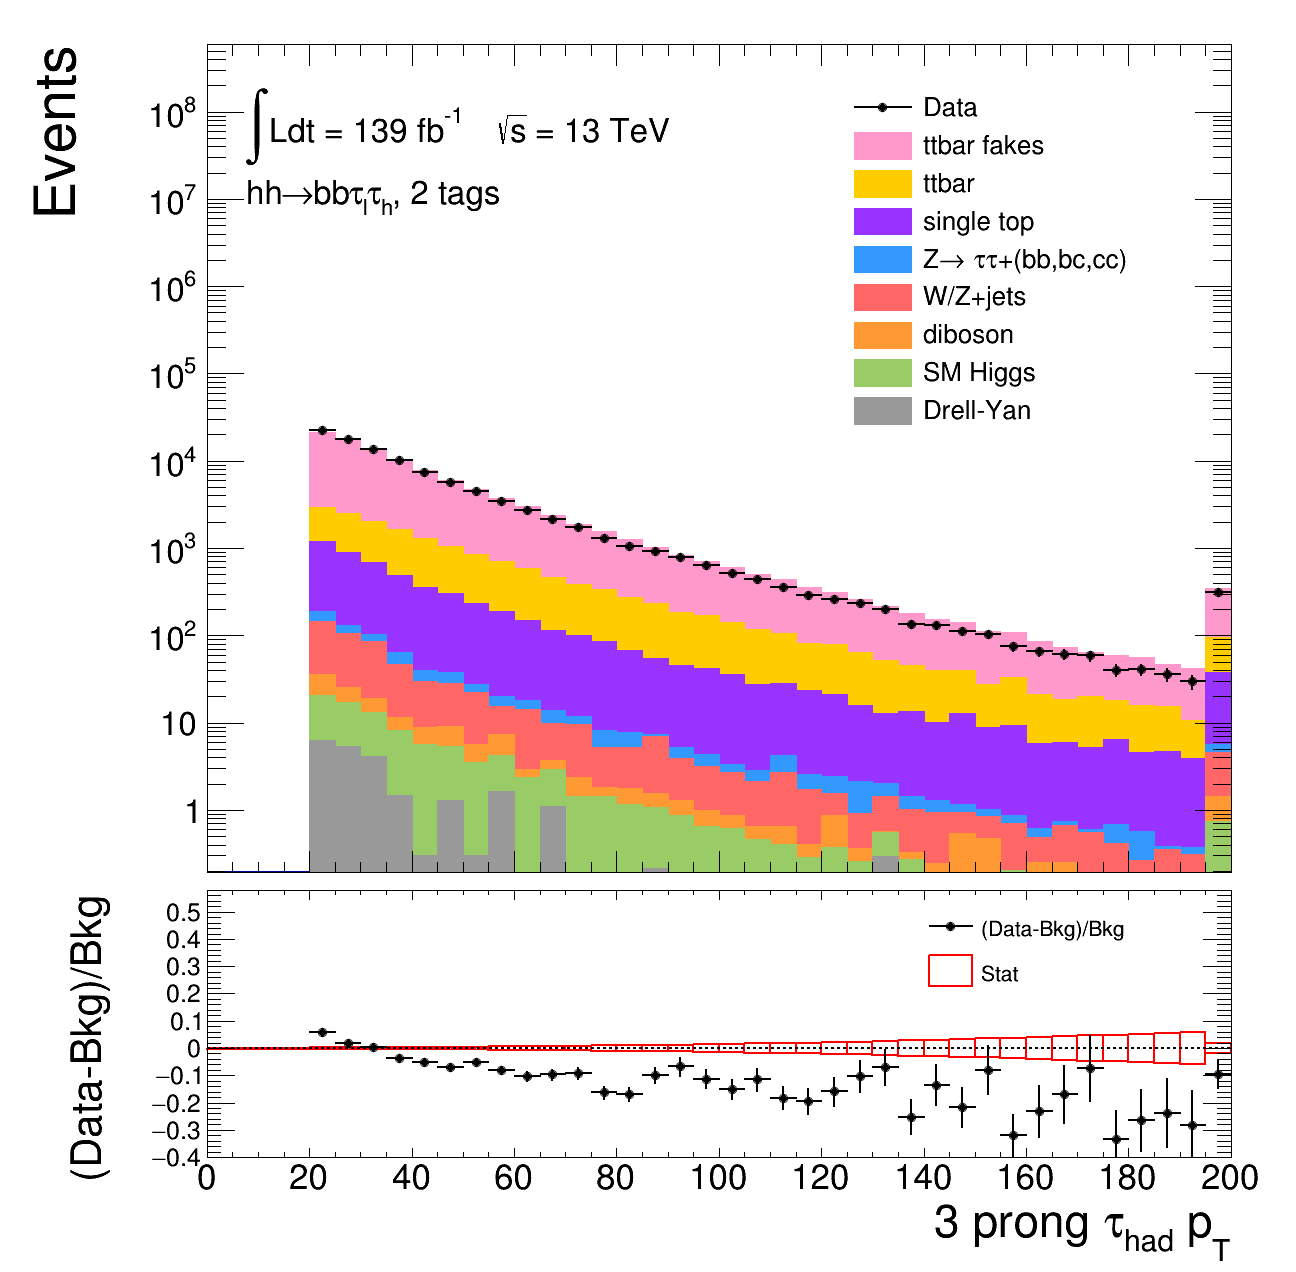 Events
10⁸
10⁷
10⁶
10⁵
10⁴
10³
10²
10
1
∫Ldt = 139 fb⁻¹ √s = 13 TeV
hh→bbτ_lτ_h, 2 tags
Data
ttbar fakes
ttbar
single top
Z→ ττ+(bb,bc,cc)
W/Z+jets
diboson
SM Higgs
Drell-Yan
(Data-Bkg)/Bkg
0.5
0.4
0.3
0.2
0.1
0
−0.1
−0.2
−0.3
−0.4
(Data-Bkg)/Bkg
Stat
0 20 40 60 80 100 120 140 160 180 200
3 prong τ_had p_T